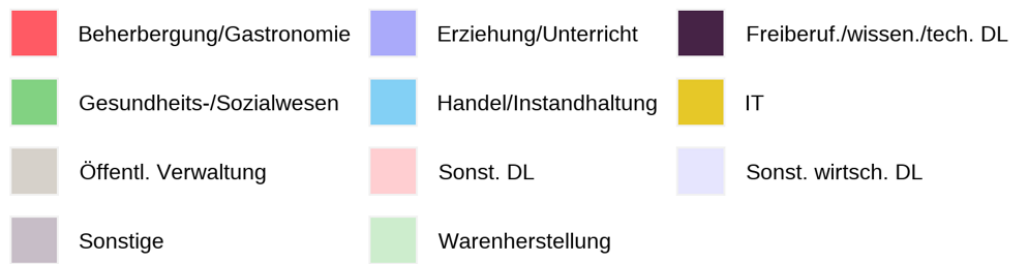 Beherbergung/Gastronomie Erziehung/Unterricht Freiberuf./wissen./tech. DL
Gesundheits-/Sozialwesen Handel/Instandhaltung IT
Öffentl. Verwaltung Sonst. DL Sonst. wirtsch. DL
Sonstige Warenherstellung